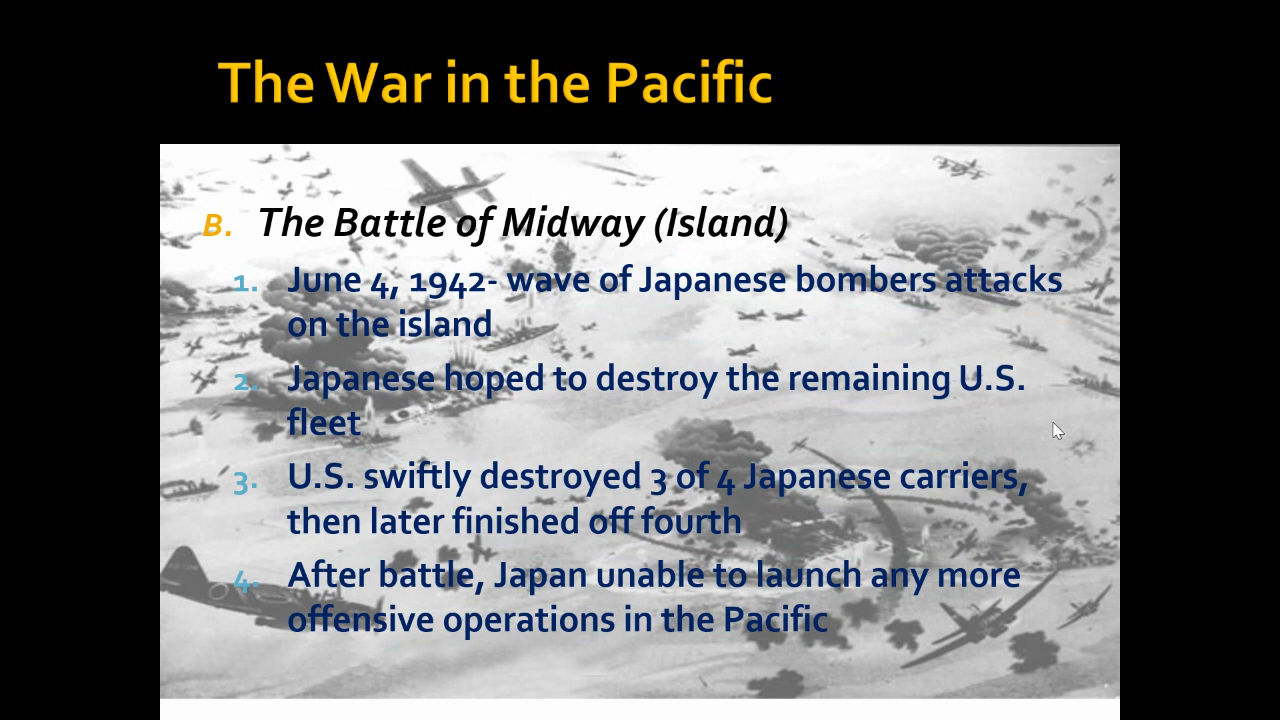 The War in the Pacific
B. The Battle of Midway (Island)
1. June 4, 1942- wave of Japanese bombers attacks
on the island
2. Japanese hoped to destroy the remaining U.S.
fleet
3. U.S. swiftly destroyed 3 of 4 Japanese carriers,
then later finished off fourth
4. After battle, Japan unable to launch any more
offensive operations in the Pacific